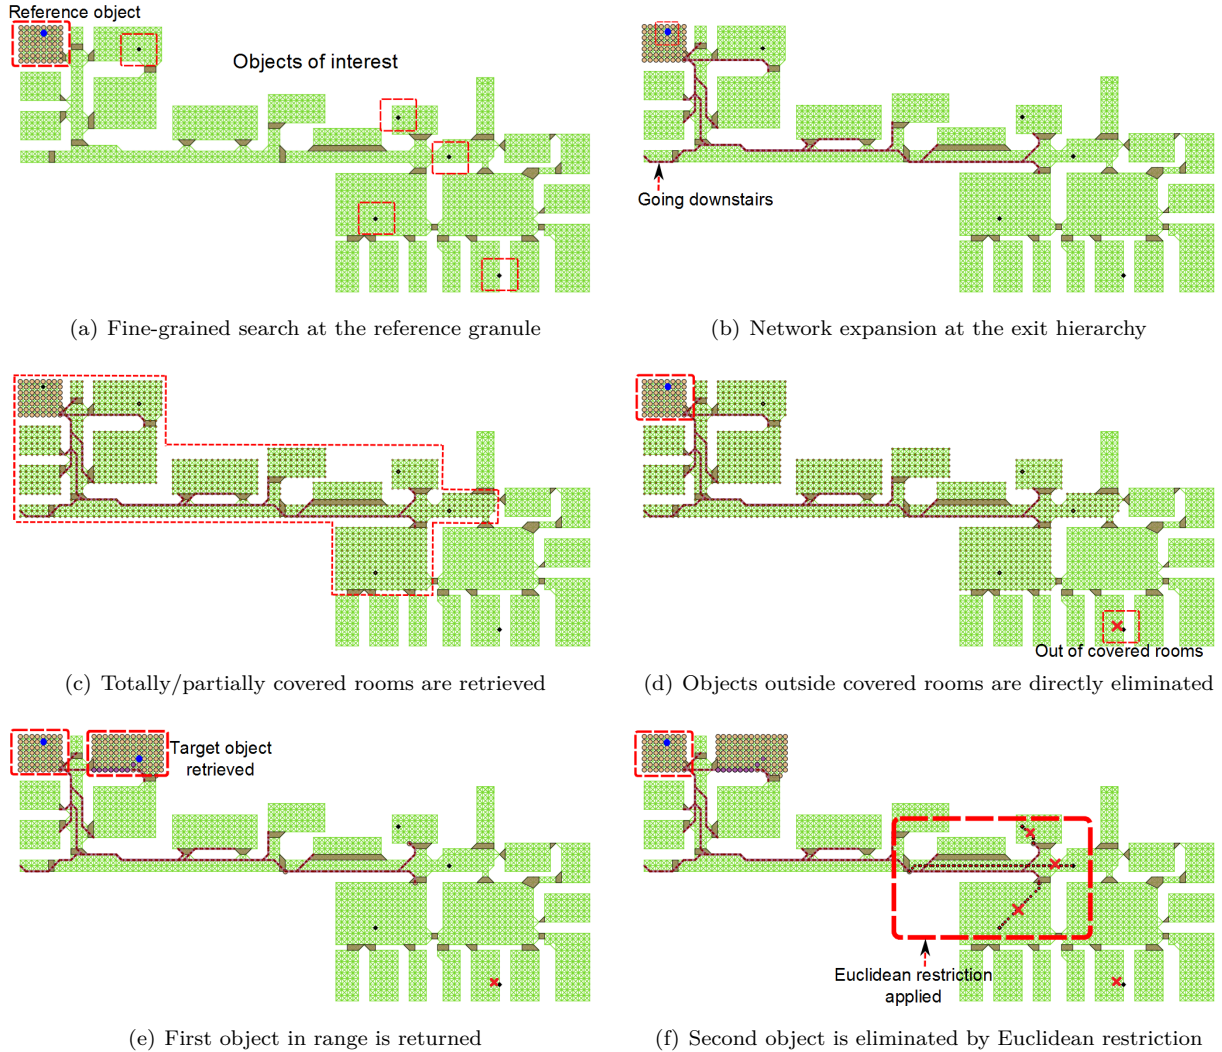 Reference object
Objects of interest
Going downstairs
(a) Fine-grained search at the reference granule
(b) Network expansion at the exit hierarchy
Out of covered rooms
(c) Totally/partially covered rooms are retrieved
(d) Objects outside covered rooms are directly eliminated
Target object
retrieved
Euclidean restriction
applied
(e) First object in range is returned
(f) Second object is eliminated by Euclidean restriction